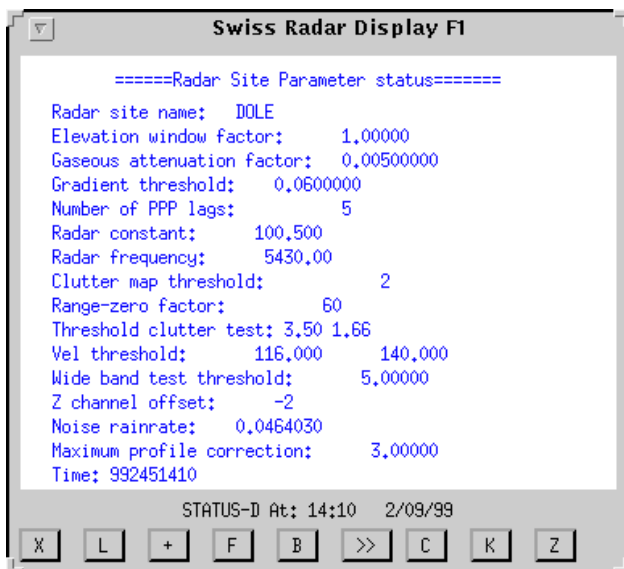 Swiss Radar Display F1
======Radar Site Parameter status=======
Radar site name: DOLE
Elevation window factor: 1.00000
Gaseous attenuation factor: 0.00500000
Gradient threshold: 0.0600000
Number of PPP lags: 5
Radar constant: 100.500
Radar frequency: 5430.00
Clutter map threshold: 2
Range-zero factor: 60
Threshold clutter test: 3.50 1.66
Vel threshold: 116.000 140.000
Wide band test threshold: 5.00000
Z channel offset: -2
Noise rainrate: 0.0464030
Maximum profile correction: 3.00000
Time: 992451410
STATUS-D At: 14:10 2/09/99
X L + F B >> C K Z